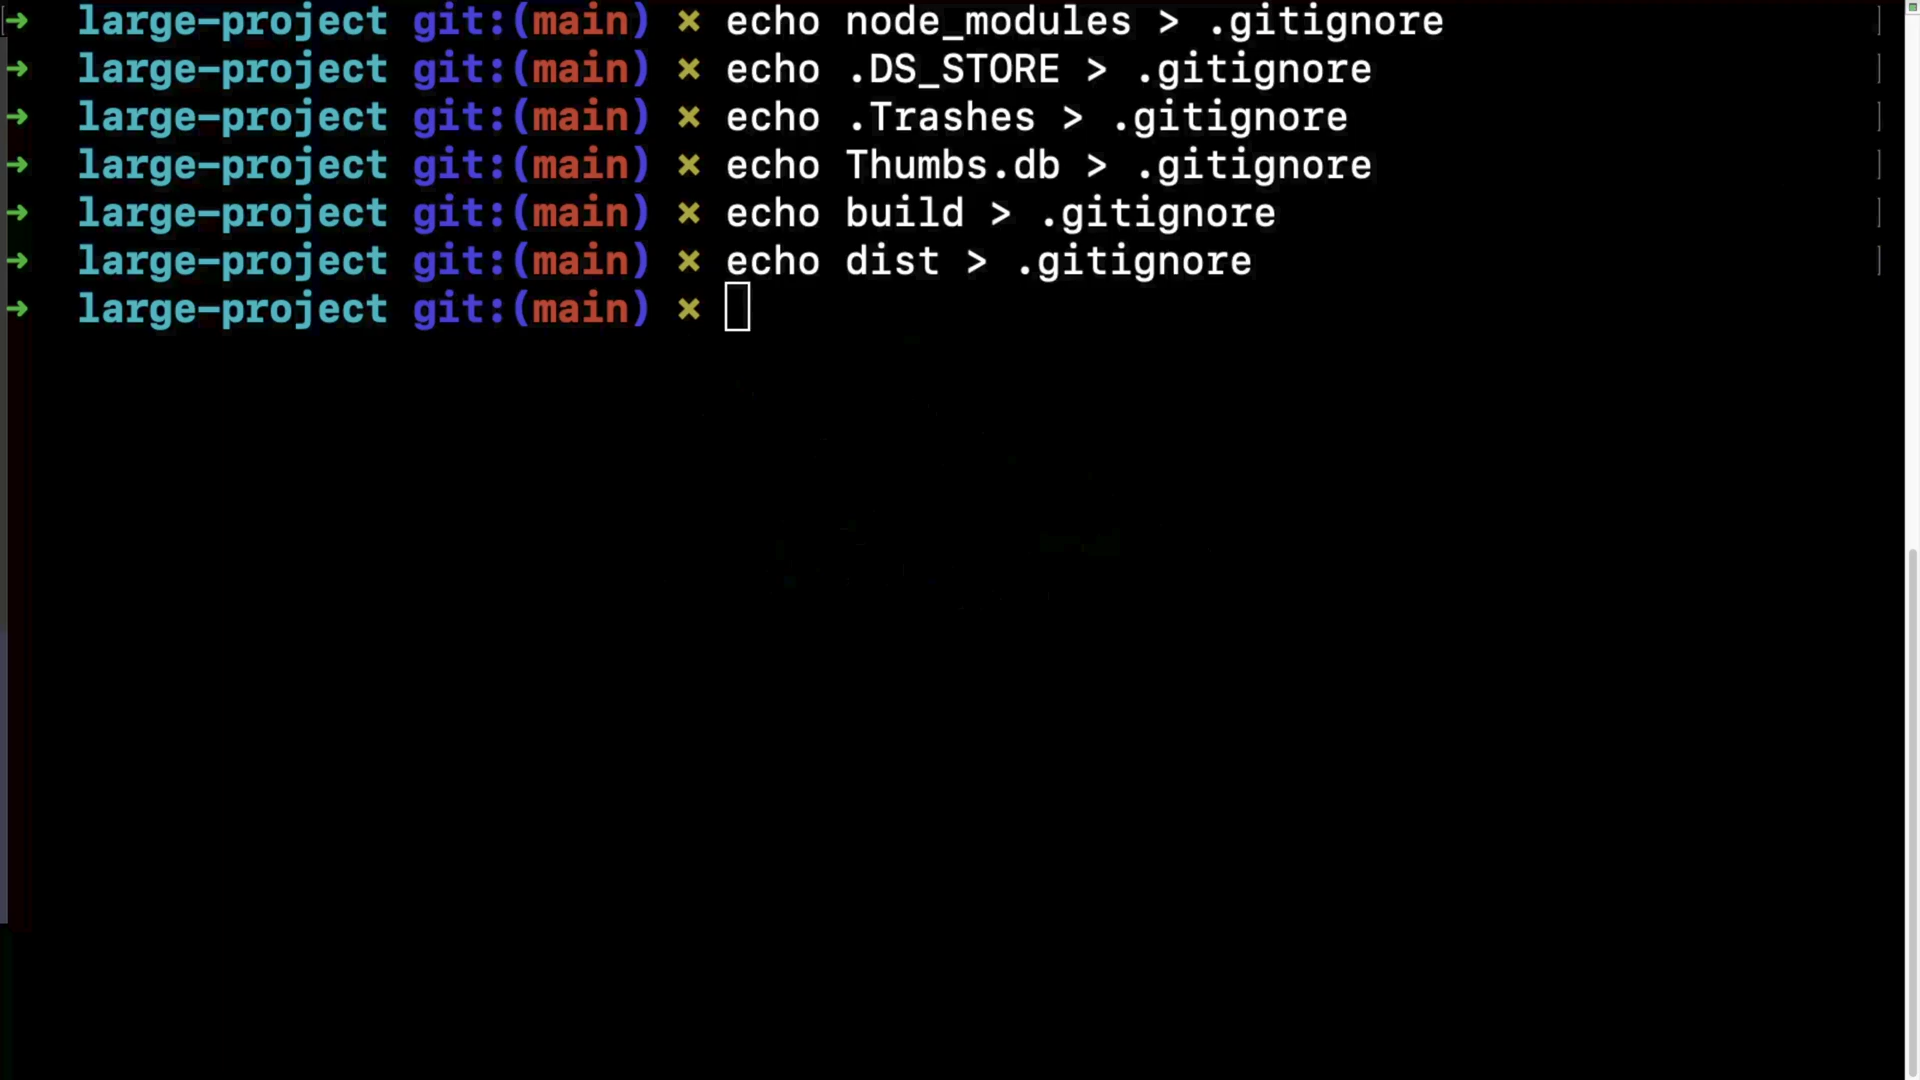 → large-project git:(main) ✗ echo node_modules > .gitignore
→ large-project git:(main) ✗ echo .DS_STORE > .gitignore
→ large-project git:(main) ✗ echo .Trashes > .gitignore
→ large-project git:(main) ✗ echo Thumbs.db > .gitignore
→ large-project git:(main) ✗ echo build > .gitignore
→ large-project git:(main) ✗ echo dist > .gitignore
→ large-project git:(main) ✗